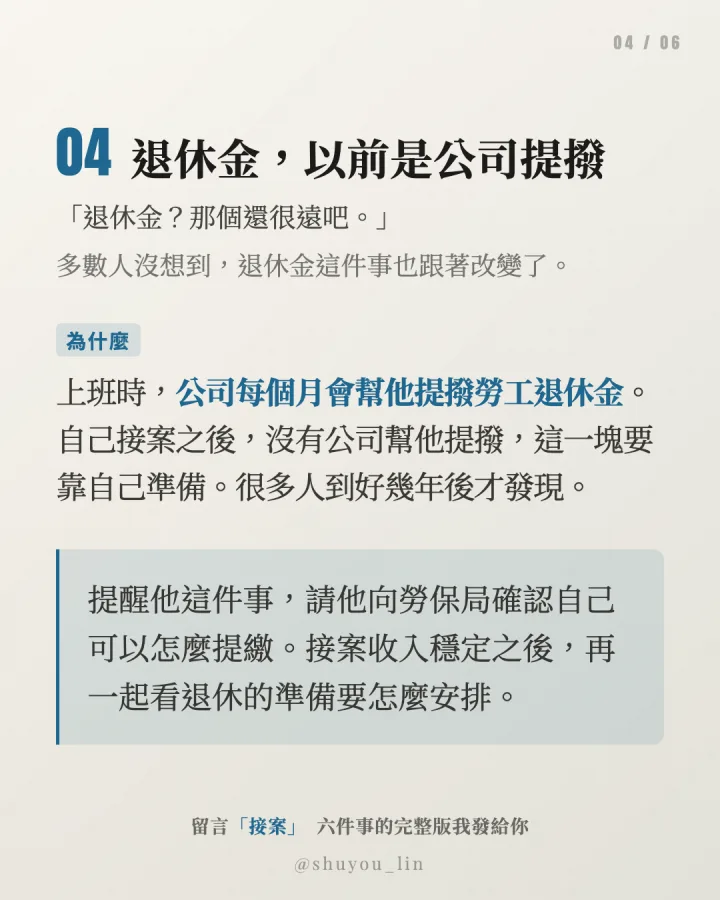 04 / 06
04 退休金，以前是公司提撥
「退休金？那個還很遠吧。」
多數人沒想到，退休金這件事也跟著改變了。
為什麼
上班時，公司每個月會幫他提撥勞工退休金。
自己接案之後，沒有公司幫他提撥，這一塊要
靠自己準備。很多人到好幾年後才發現。
提醒他這件事，請他向勞保局確認自己
可以怎麼提繳。接案收入穩定之後，再
一起看退休的準備要怎麼安排。
留言「接案」 六件事的完整版我發給你
@shuyou_lin